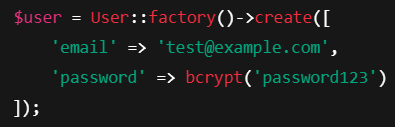 $user = User::factory()->create([
    'email' => 'test@example.com',
    'password' => bcrypt('password123')
]);